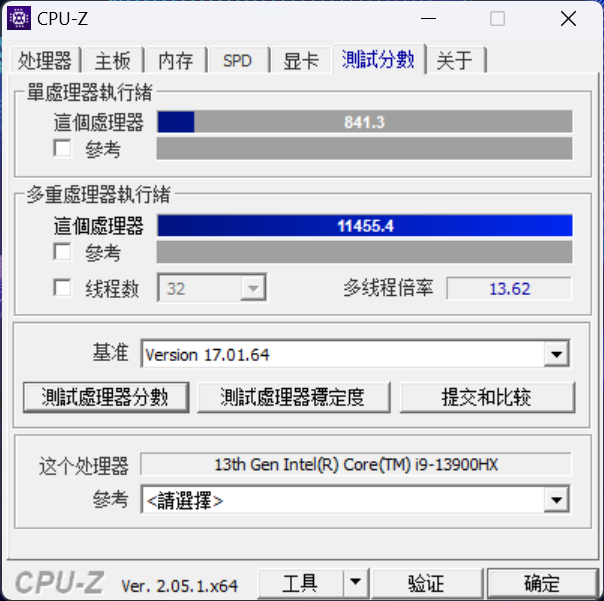 CPU-Z
处理器 主板 内存 SPD 显卡 測試分數 关于
單處理器執行緒
這個處理器 841.3
參考
多重處理器執行緒
這個處理器 11455.4
參考
线程数 32 多线程倍率 13.62
基准 Version 17.01.64
測試處理器分數 測試處理器穩定度 提交和比较
这个处理器 13th Gen Intel(R) Core(TM) i9-13900HX
參考 <請選擇>
CPU-Z Ver. 2.05.1.x64 工具 验证 确定